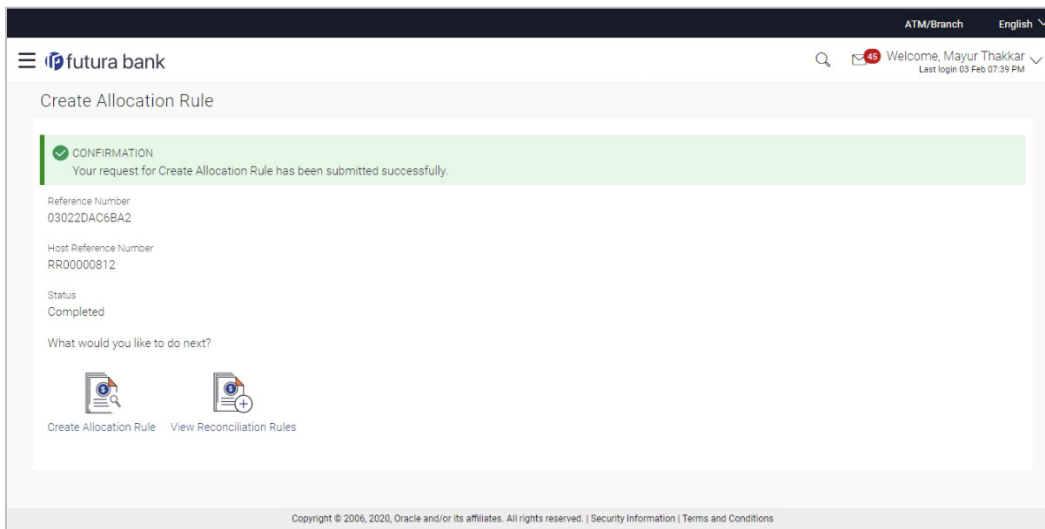 ATM/Branch English
futura bank
45 Welcome, Mayur Thakkar
Last login 03 Feb 07:39 PM
Create Allocation Rule
CONFIRMATION
Your request for Create Allocation Rule has been submitted successfully.
Reference Number
03022DAC6BA2
Host Reference Number
RR00000812
Status
Completed
What would you like to do next?
Create Allocation Rule View Reconciliation Rules
Copyright © 2006, 2020, Oracle and/or its affiliates. All rights reserved. | Security Information | Terms and Conditions